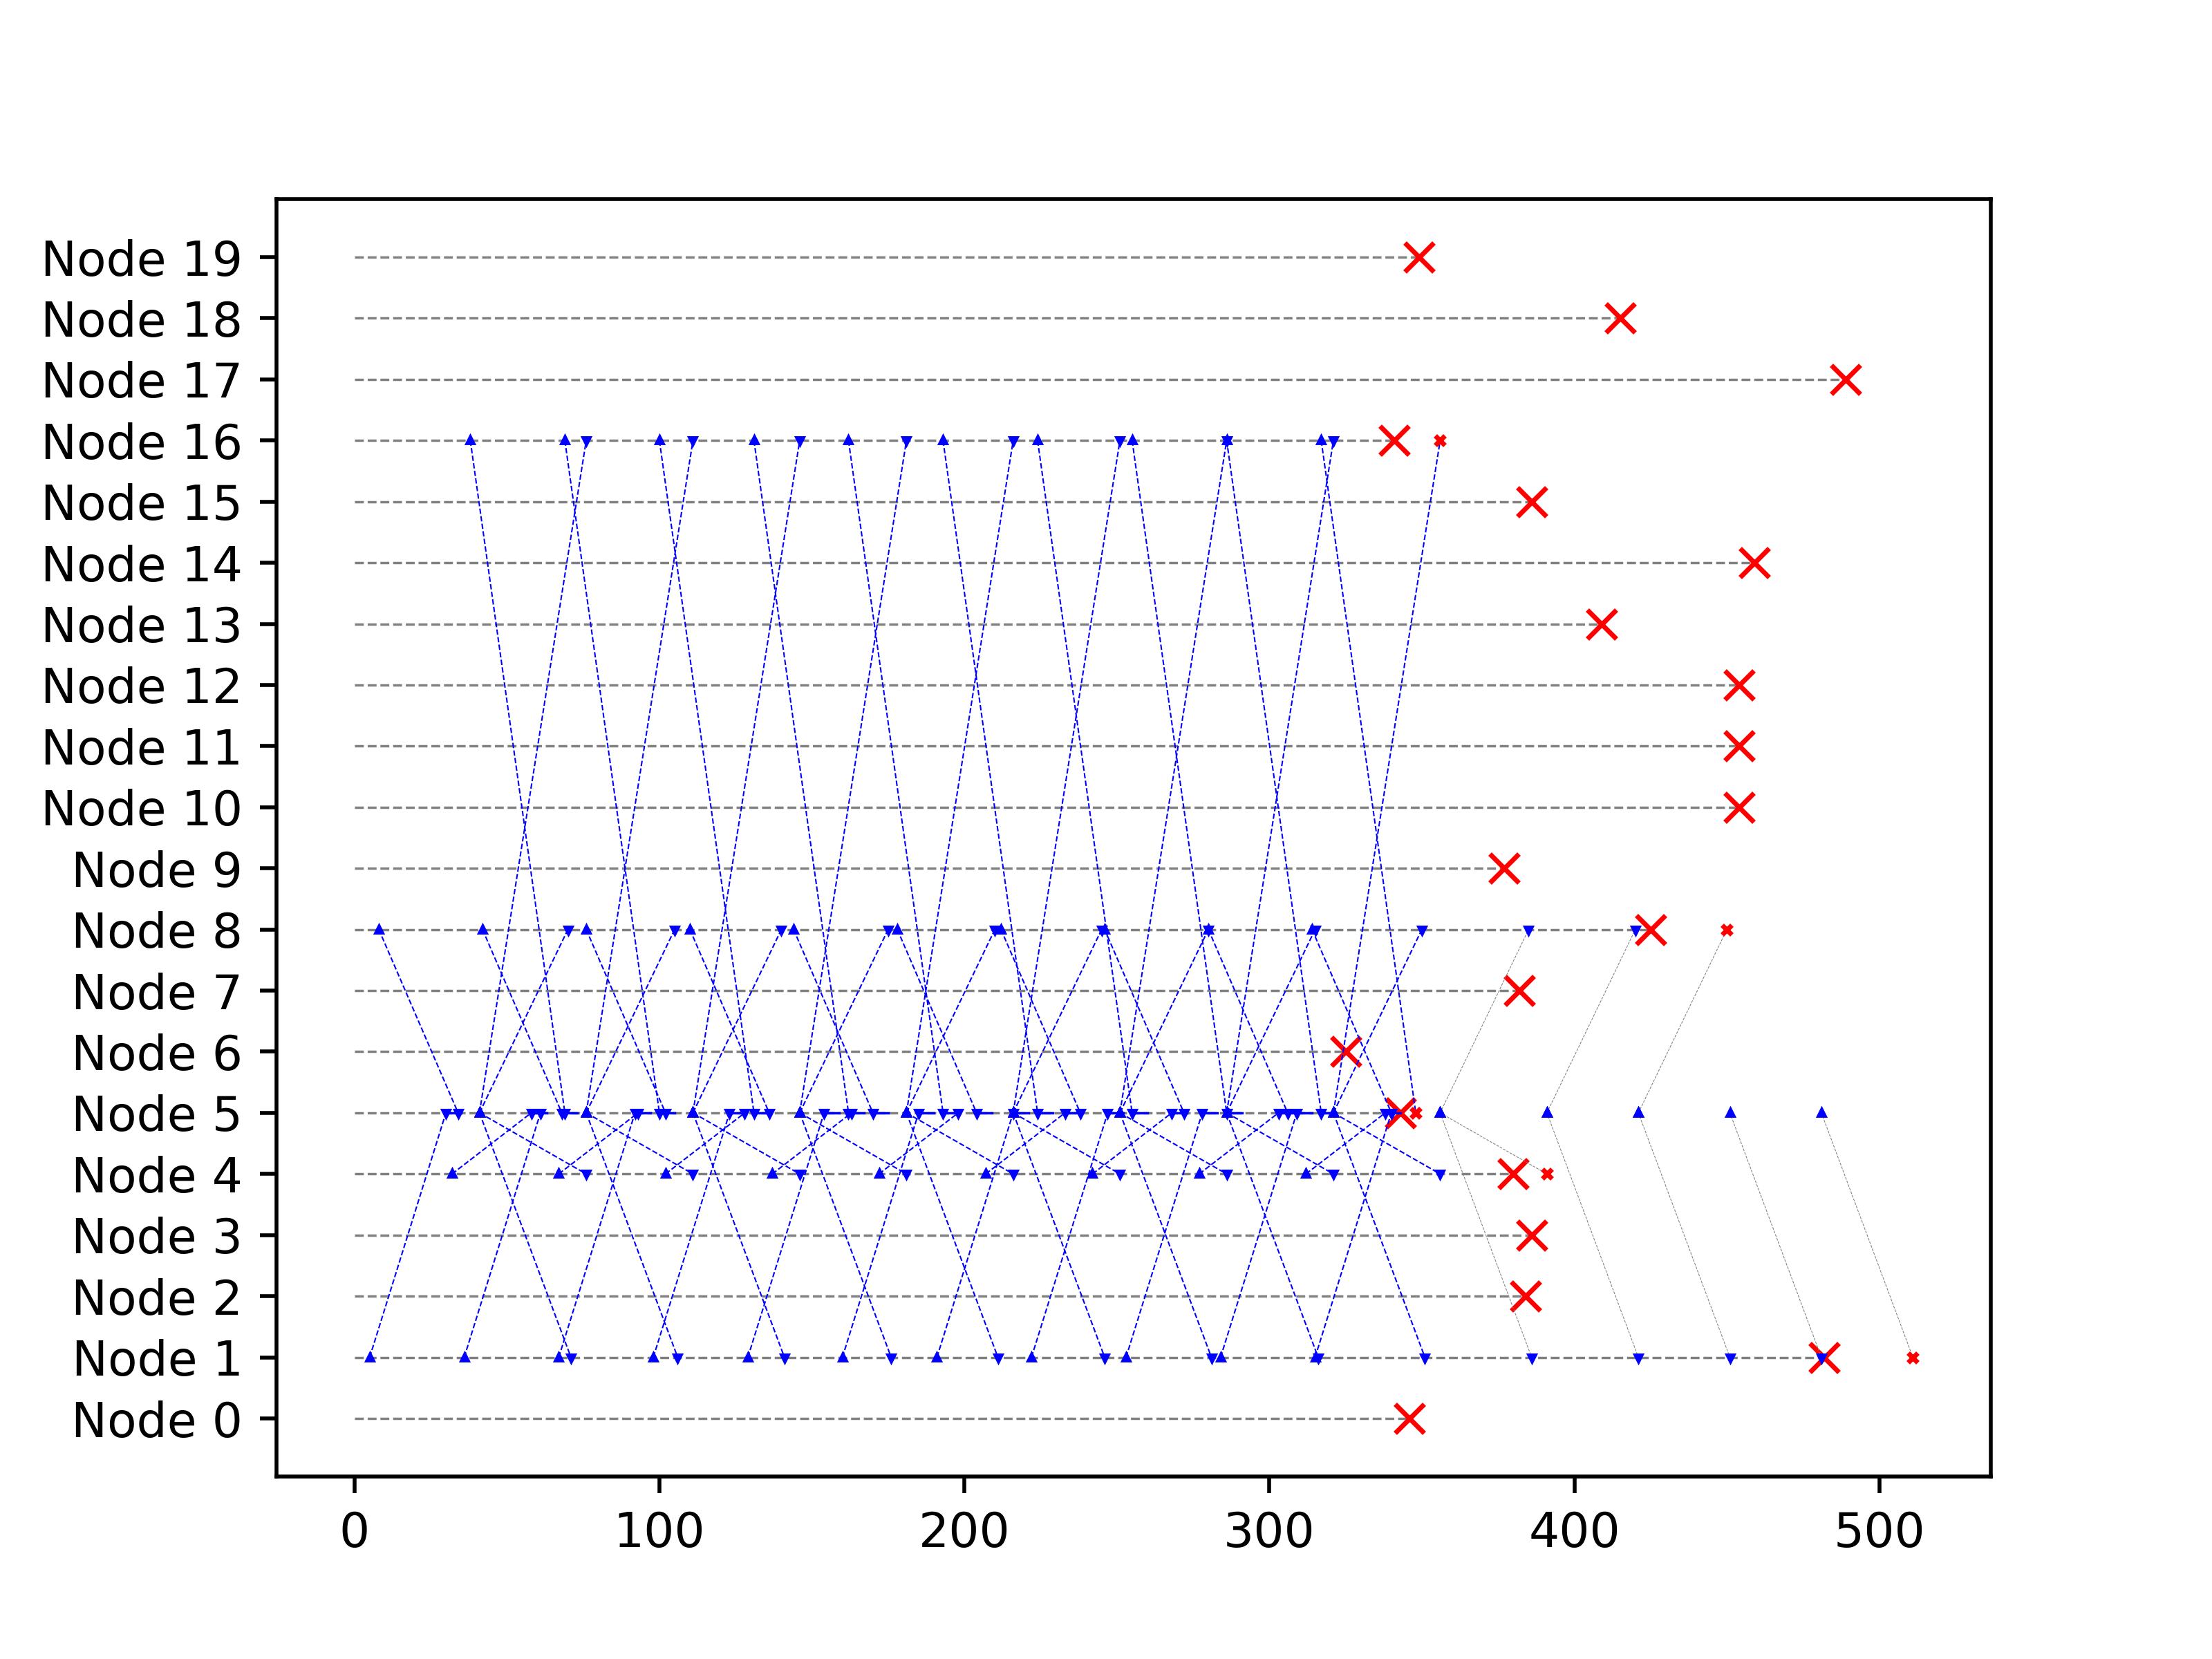 Node 19
Node 18
Node 17
Node 16
Node 15
Node 14
Node 13
Node 12
Node 11
Node 10
Node 9
Node 8
Node 7
Node 6
Node 5
Node 4
Node 3
Node 2
Node 1
Node 0
0 100 200 300 400 500